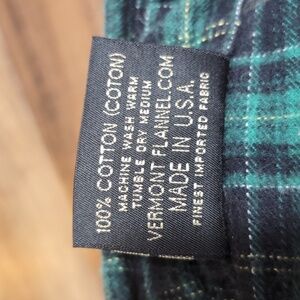 100% COTTON (COTON)
MACHINE WASH WARM
TUMBLE DRY MEDIUM
VERMONT FLANNEL.COM
MADE IN U.S.A.
FINEST IMPORTED FABRIC